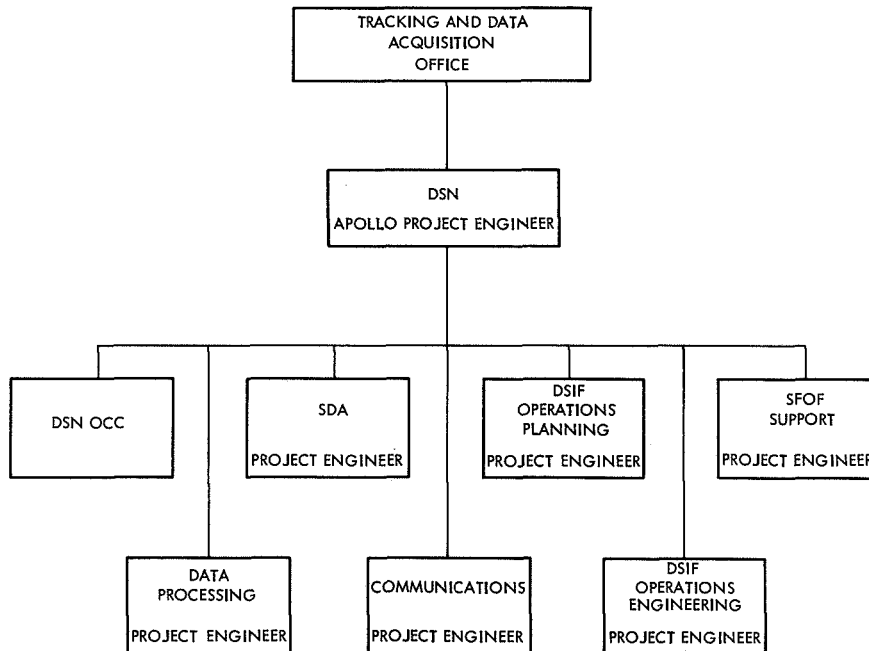 TRACKING AND DATA
ACQUISITION
OFFICE
DSN
APOLLO PROJECT ENGINEER
DSN OCC
SDA
PROJECT ENGINEER
DSIF
OPERATIONS
PLANNING
PROJECT ENGINEER
SFOF
SUPPORT
PROJECT ENGINEER
DATA
PROCESSING
PROJECT ENGINEER
COMMUNICATIONS
PROJECT ENGINEER
DSIF
OPERATIONS
ENGINEERING
PROJECT ENGINEER